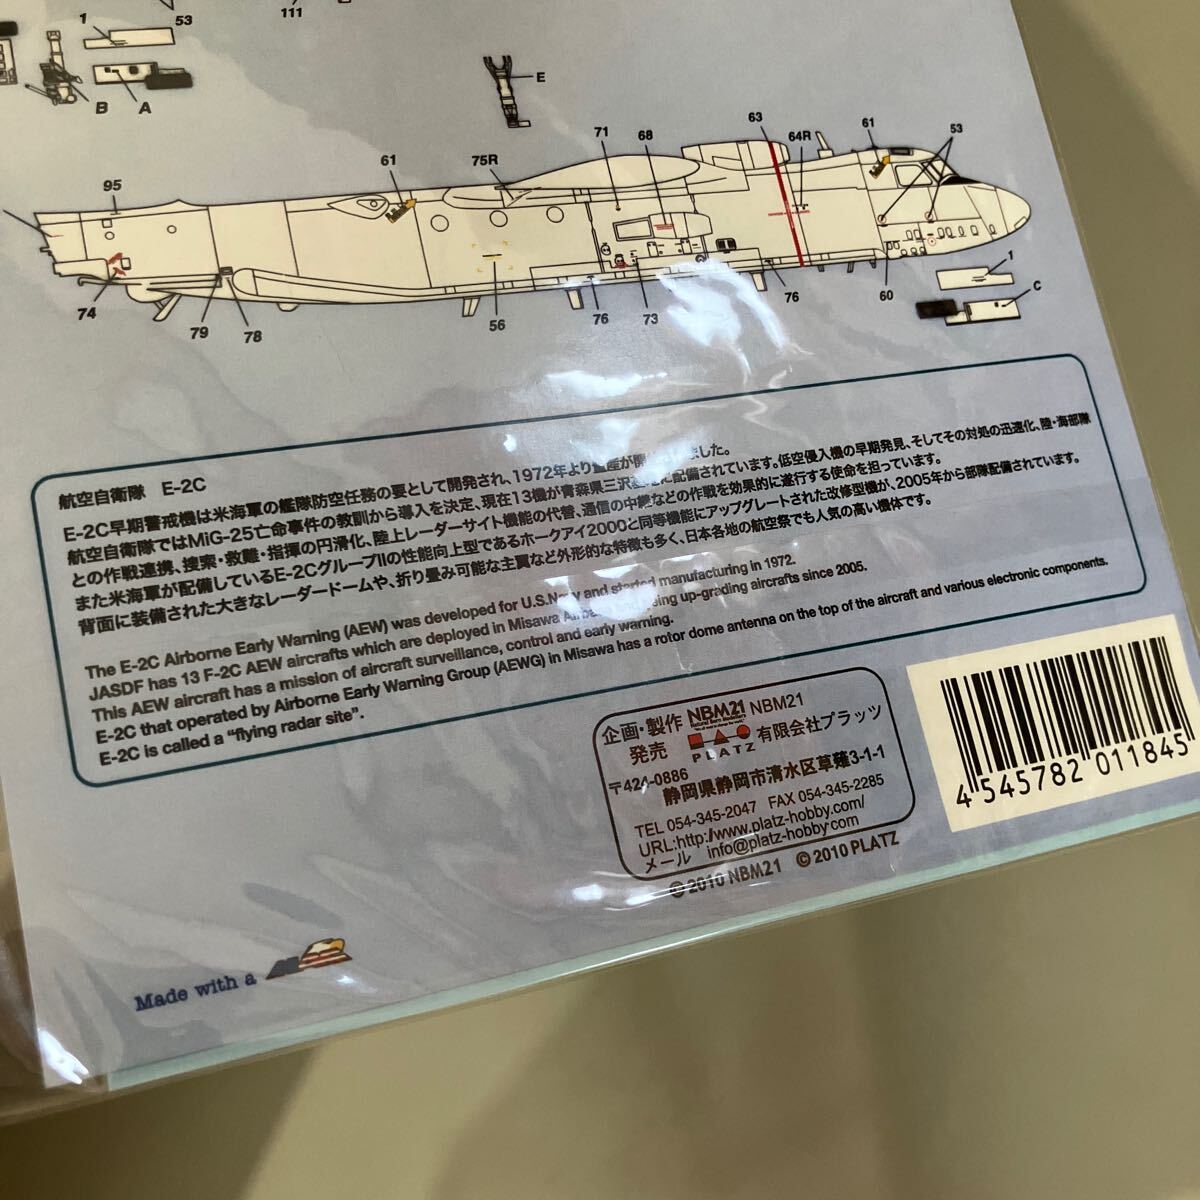 1
53
111
B
A
E
95
61
75R
71
68
63
64R
61
53
74
79
78
56
76
73
76
60
1
C
航空自衛隊 E-2C
E-2C早期警戒機は米海軍の艦隊防空任務の要として開発され、1972年より
ました。
航空自衛隊ではMiG-25亡命事件の教訓から導入を決定、現在13機が青森県三沢
に配備されています。低空侵入機の早期発見、そしてその対処の迅速化、陸・海部隊
との作戦連携、捜索・救難・指揮の円滑化、陸上レーダーサイト機能の代替、通信の中継などの作戦を効果的に遂行する使命を担っています。
また米海軍が配備しているE-2CグループIIの性能向上型であるホークアイ2000と同等機能にアップグレードされた改修型機が、2005年から部隊配備されています。
背面に装備された大きなレーダードームや、折り畳み可能な主翼など外形的な特徴も多く、日本各地の航空祭でも人気の高い機体です。
The E-2C Airborne Early Warning (AEW) was developed for U.S.Navy and started manufacturing in 1972.
JASDF has 13 F-2C AEW aircrafts which are deployed in Misawa Airbase and being up-grading aircrafts since 2005.
This AEW aircraft has a mission of aircraft surveillance, control and early warning.
E-2C that operated by Airborne Early Warning Group (AEWG) in Misawa has a rotor dome antenna on the top of the aircraft and various electronic components.
E-2C is called a "flying radar site".
企画・製作 NBM21 NBM21
発売 PLATZ 有限会社プラッツ
〒424-0886
静岡県静岡市清水区草薙3-1-1
TEL 054-345-2047 FAX 054-345-2285
URL:http://www.platz-hobby.com/
メール info@platz-hobby.com
©2010 NBM21 ©2010 PLATZ
4 545782 011845
Made with a